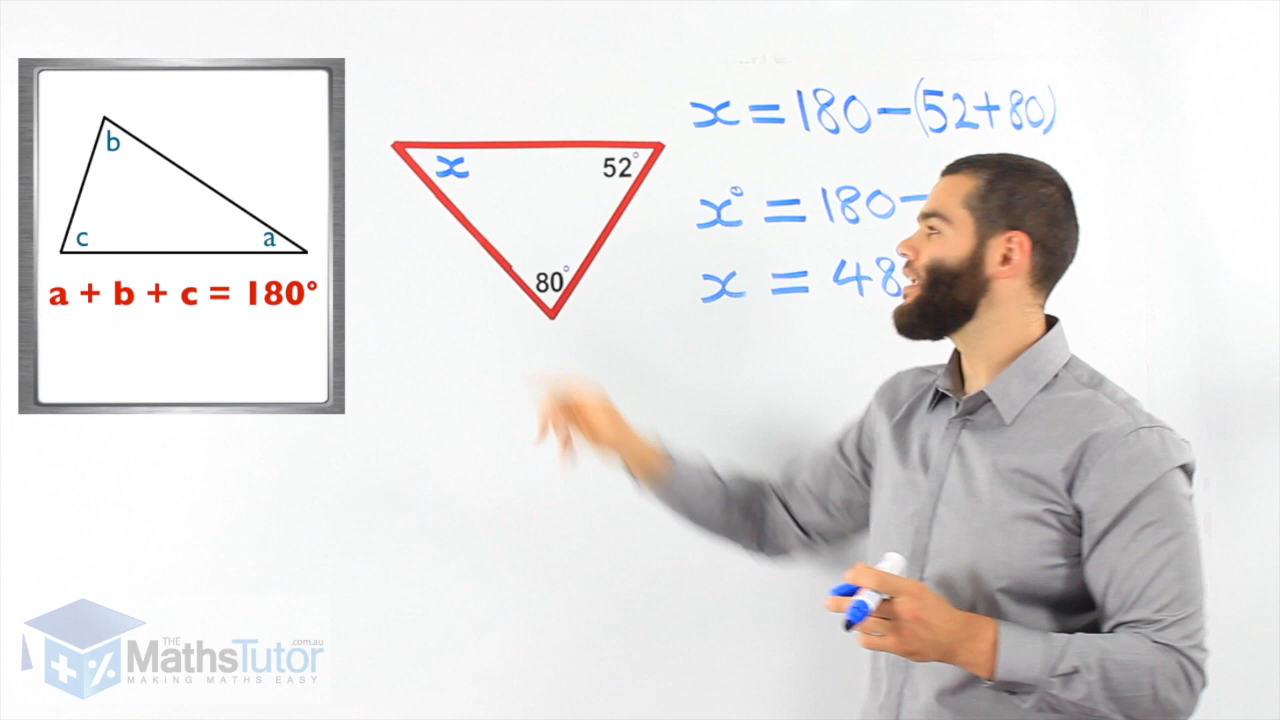 b
c
a
a + b + c = 180°
x
52°
80°
x = 180 - (52 + 80)
x° = 180 -
x = 48
THE
MathsTutor
.com.au
MAKING MATHS EASY